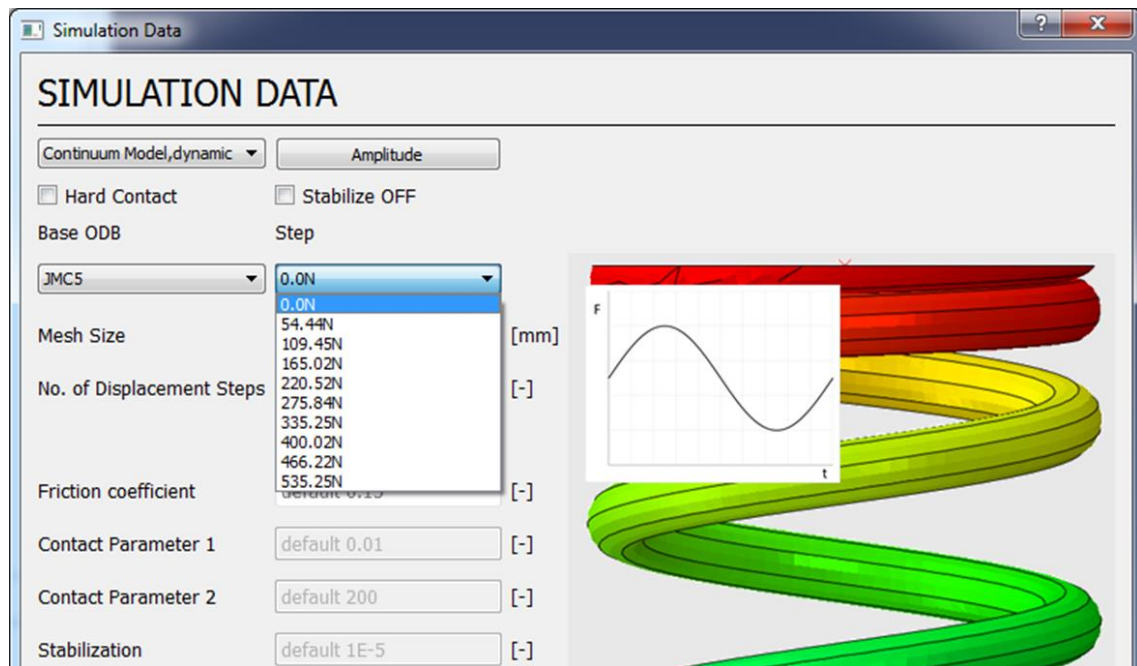 Simulation Data
?
X
SIMULATION DATA
Continuum Model,dynamic
Amplitude
Hard Contact
Stabilize OFF
Base ODB
Step
JMC5
0.0N
0.0N
54.44N
109.45N
165.02N
220.52N
275.84N
335.25N
400.02N
466.22N
535.25N
Mesh Size
[mm]
No. of Displacement Steps
[-]
Friction coefficient
default 0.15
[-]
Contact Parameter 1
default 0.01
[-]
Contact Parameter 2
default 200
[-]
Stabilization
default 1E-5
[-]
F
t